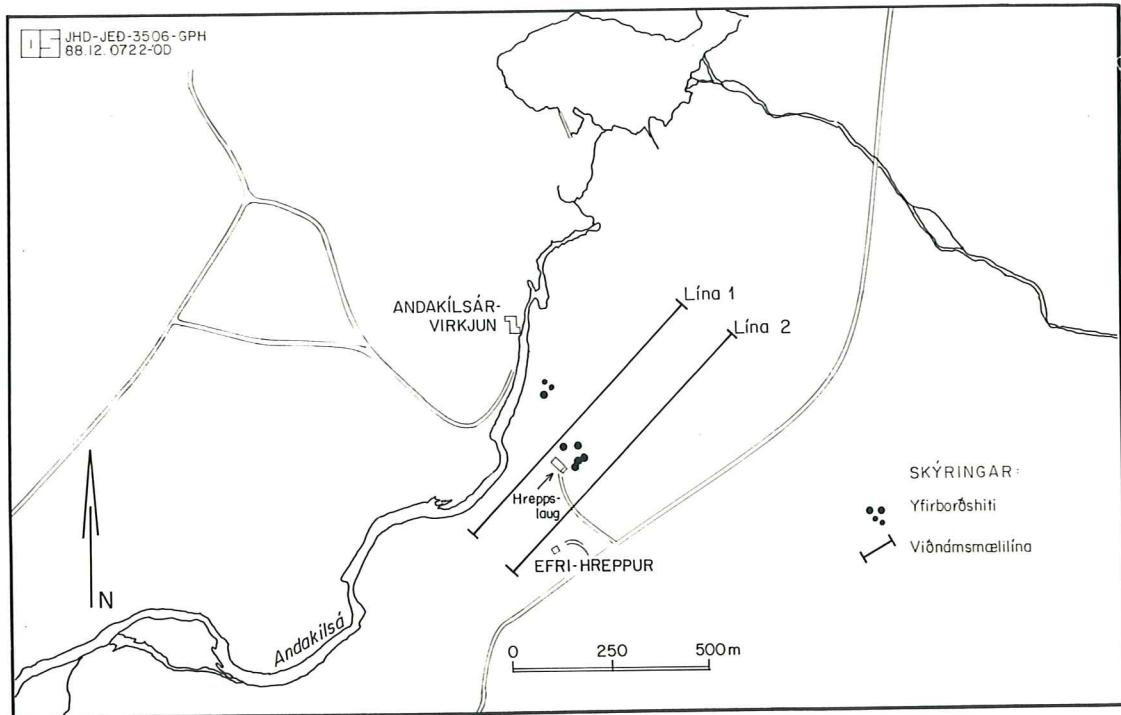 OS
JHD-JEÐ-3506-GPH
88.12.0722-OD
ANDAKÍLSÁR-
VIRKJUN
Lína 1
Lína 2
Hrepps-
laug
EFRI-HREPPUR
SKÝRINGAR:
Yfirborðshiti
Viðnámsmælilína
N
Andakílsá
0 250 500m